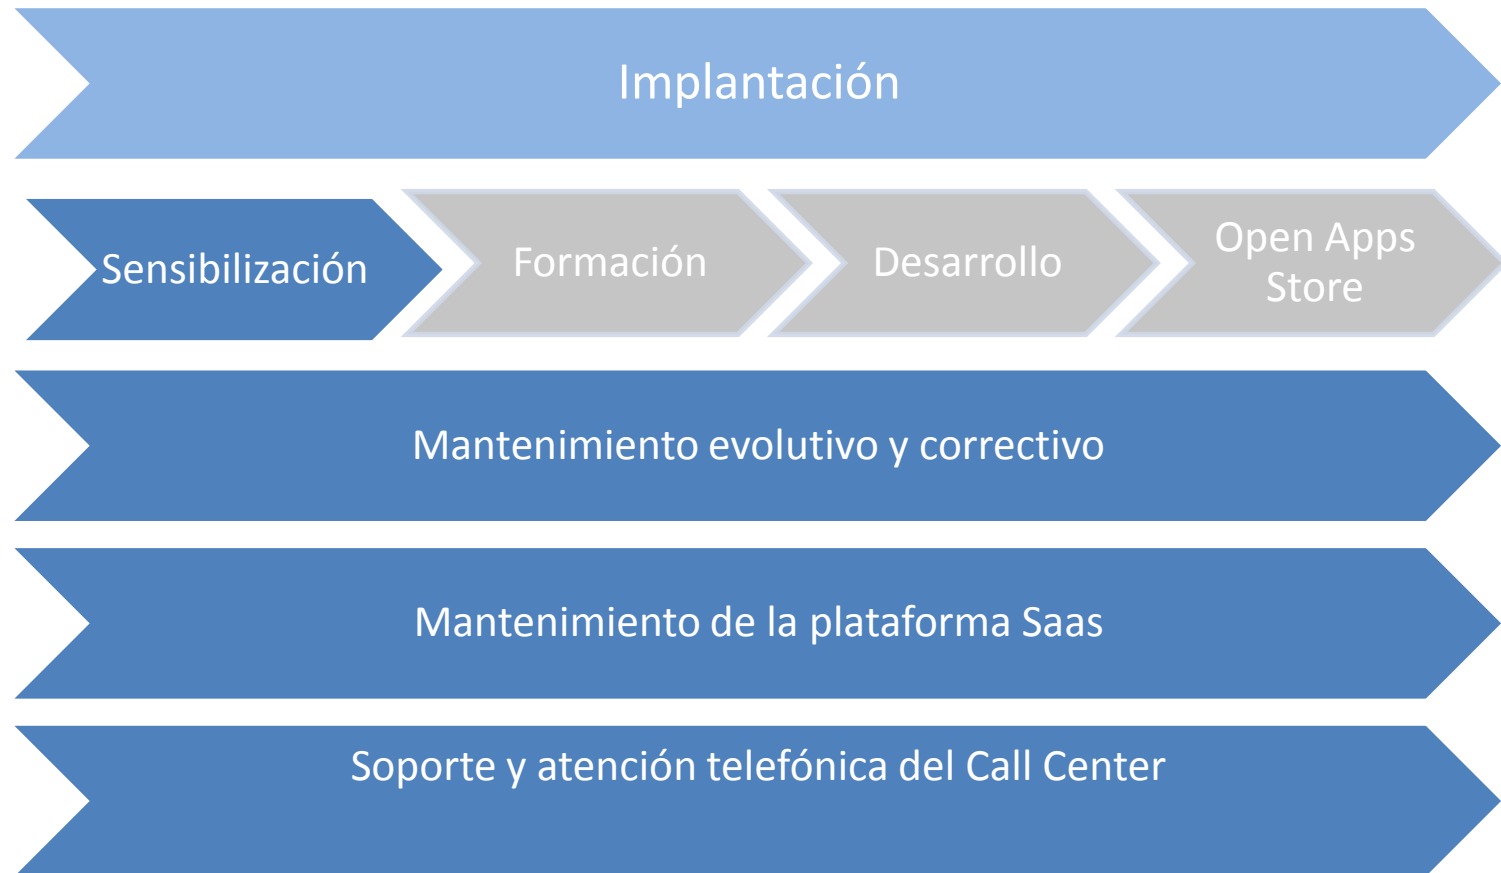 Implantación
Sensibilización
Formación
Desarrollo
Open Apps
Store
Mantenimiento evolutivo y correctivo
Mantenimiento de la plataforma Saas
Soporte y atención telefónica del Call Center